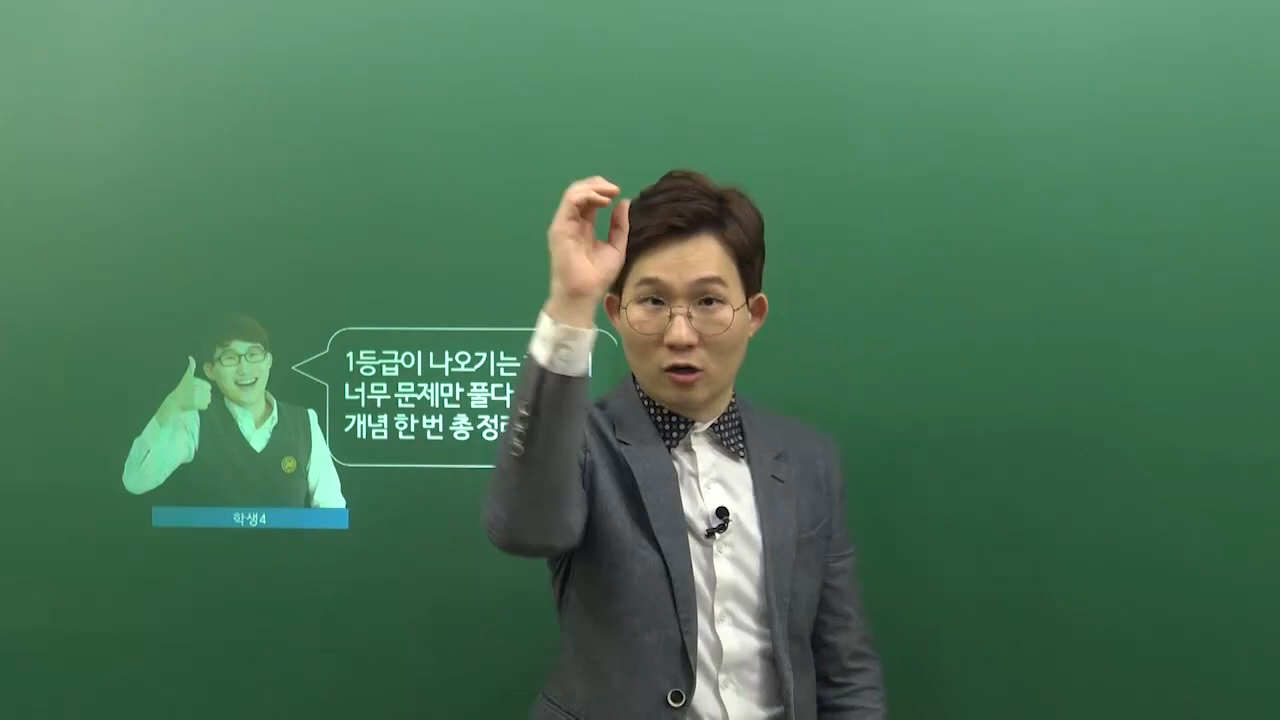 1등급이 나오기는
너무 문제만 풀다
개념 한 번 총
학생4